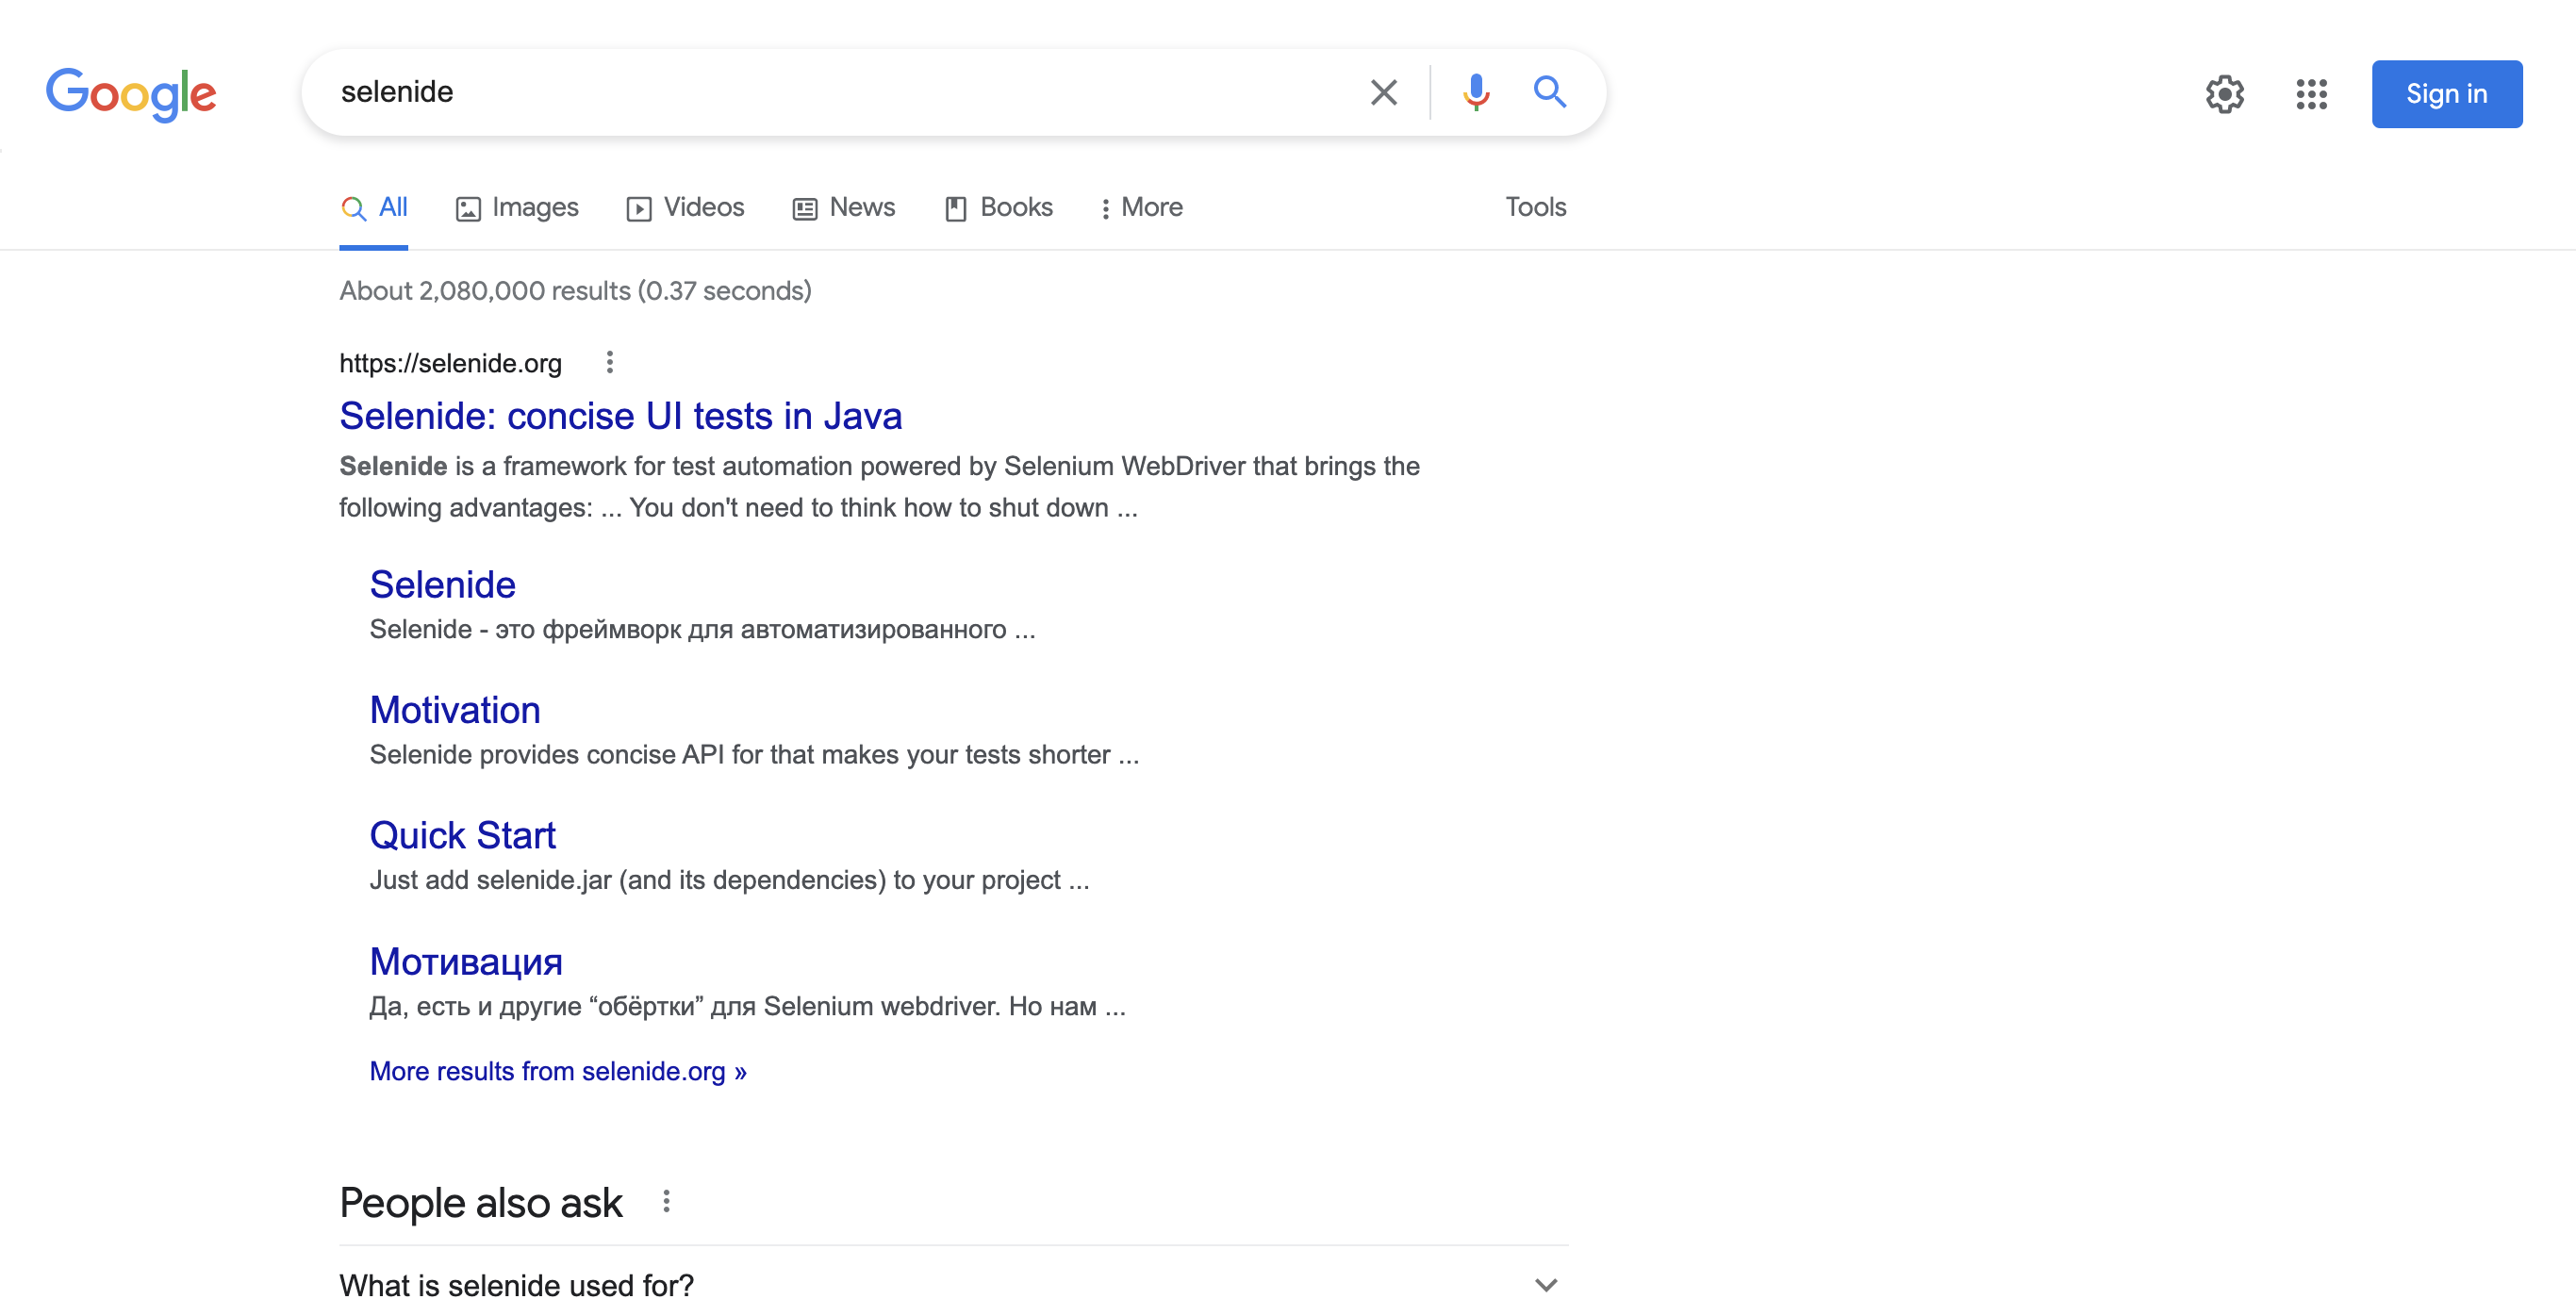 Google
selenide
Sign in
All
Images
Videos
News
Books
More
Tools
About 2,080,000 results (0.37 seconds)
https://selenide.org
Selenide: concise UI tests in Java
Selenide is a framework for test automation powered by Selenium WebDriver that brings the
following advantages: ... You don't need to think how to shut down ...
Selenide
Selenide - это фреймворк для автоматизированного ...
Motivation
Selenide provides concise API for that makes your tests shorter ...
Quick Start
Just add selenide.jar (and its dependencies) to your project ...
Мотивация
Да, есть и другие “обёртки” для Selenium webdriver. Но нам ...
More results from selenide.org »
People also ask
What is selenide used for?